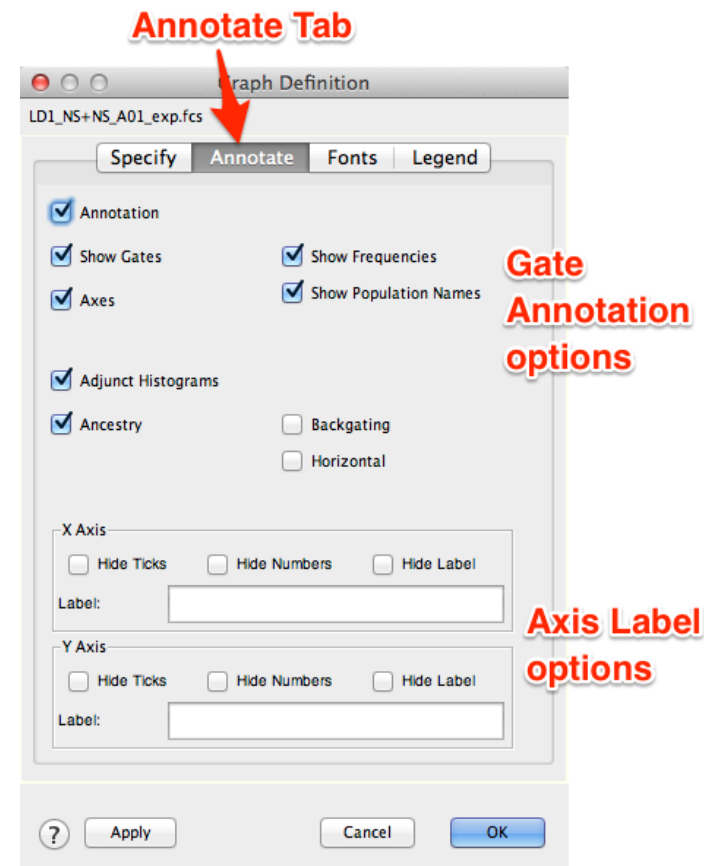 Annotate Tab
Graph Definition
LD1_NS+NS_A01_exp.fcs
Specify Annotate Fonts Legend
Annotation
Show Gates
Show Frequencies
Axes
Show Population Names
Gate
Annotation
options
Adjunct Histograms
Ancestry
Backgating
Horizontal
X Axis
Hide Ticks Hide Numbers Hide Label
Label:
Axis Label
options
Y Axis
Hide Ticks Hide Numbers Hide Label
Label:
? Apply Cancel OK